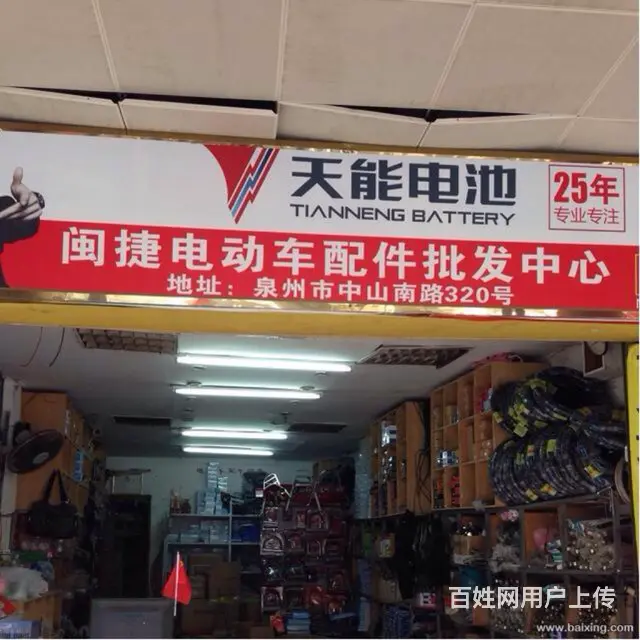 天能电池
TIANNENG BATTERY
25年
专业专注
闽捷电动车配件批发中心
地址：泉州市中山南路320号
百姓网用户上传
www.baixing.com